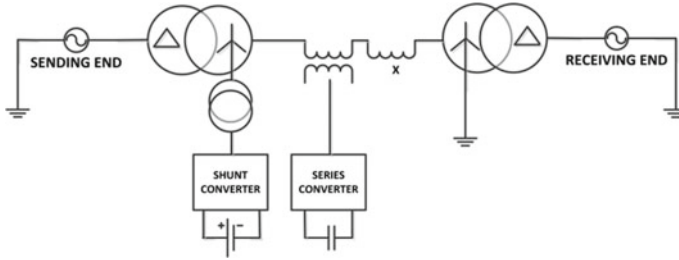 SENDING END
RECEIVING END
X
SHUNT
CONVERTER
SERIES
CONVERTER
+ −